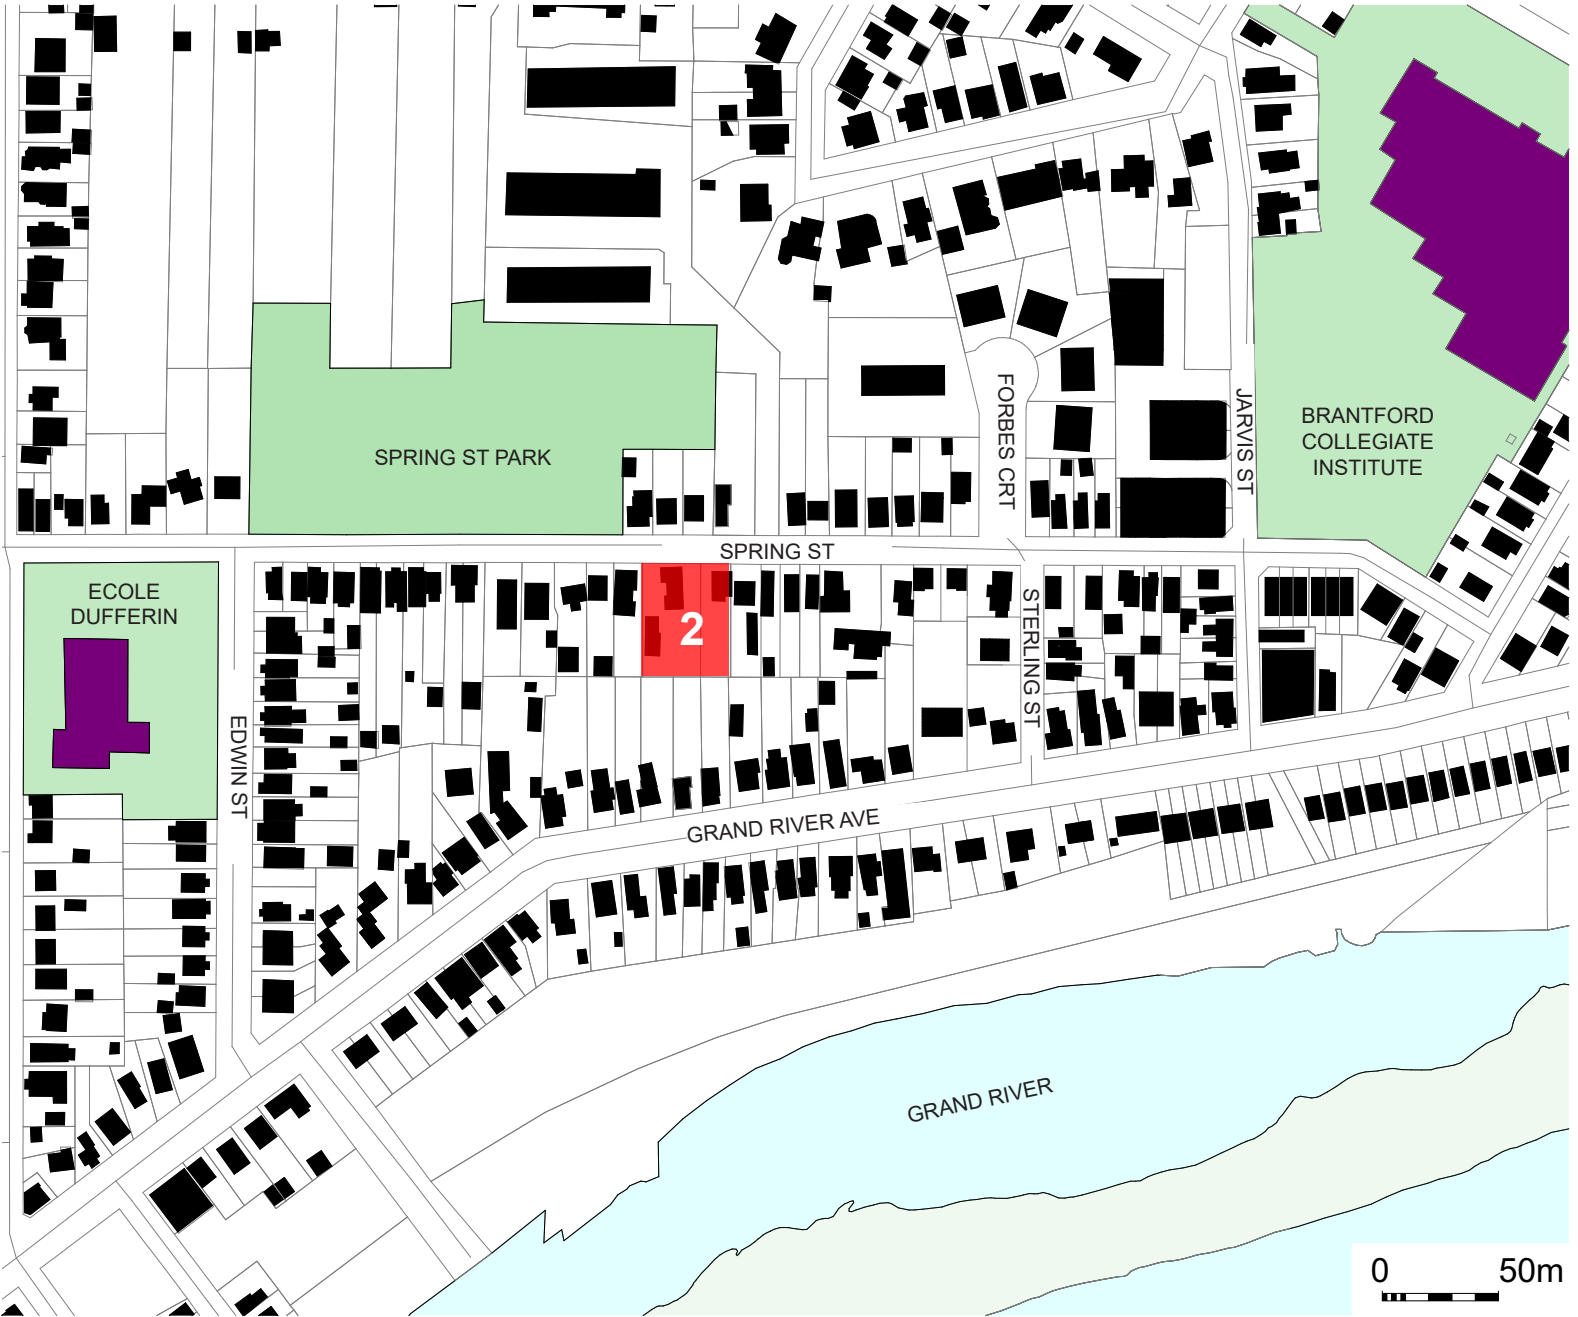 SPRING ST PARK
FORBES CRT
JARVIS ST
BRANTFORD
COLLEGIATE
INSTITUTE
SPRING ST
ECOLE
DUFFERIN
2
STERLING ST
EDWIN ST
GRAND RIVER AVE
GRAND RIVER
0 50m